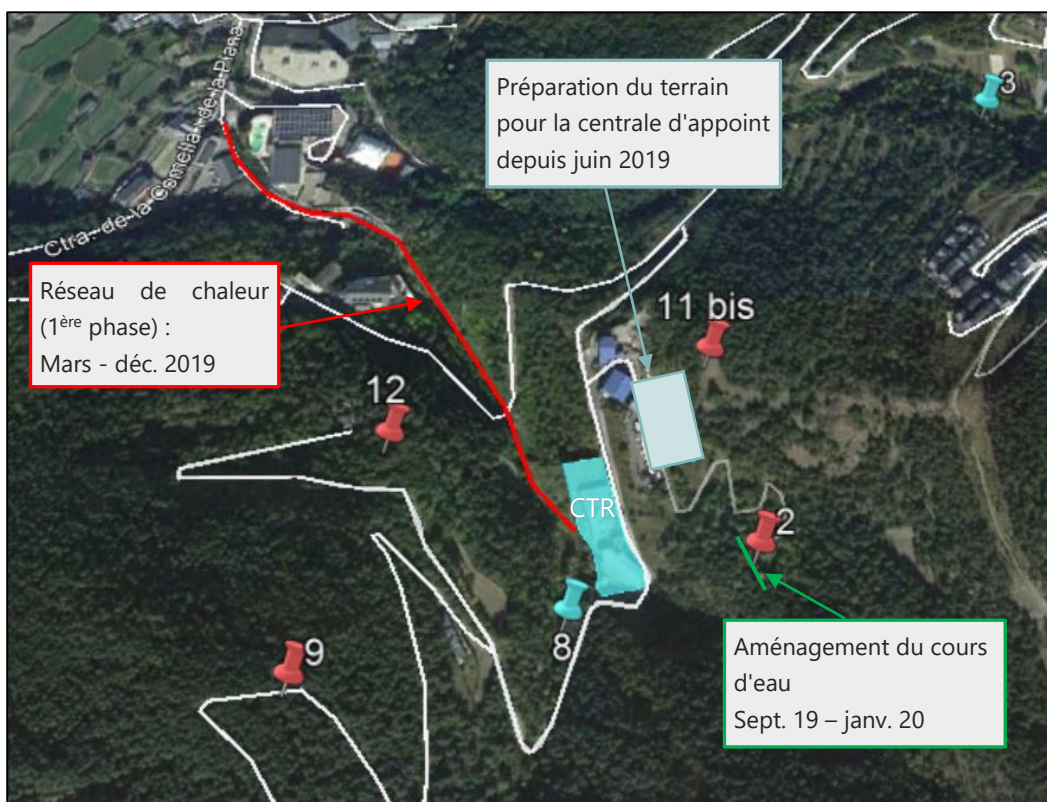 Préparation du terrain
pour la centrale d'appoint
depuis juin 2019
3
Ctra. de la Comella - de la Plana
Réseau de chaleur
(1ère phase) :
Mars - déc. 2019
11 bis
12
CTR
2
8
9
Aménagement du cours
d'eau
Sept. 19 – janv. 20